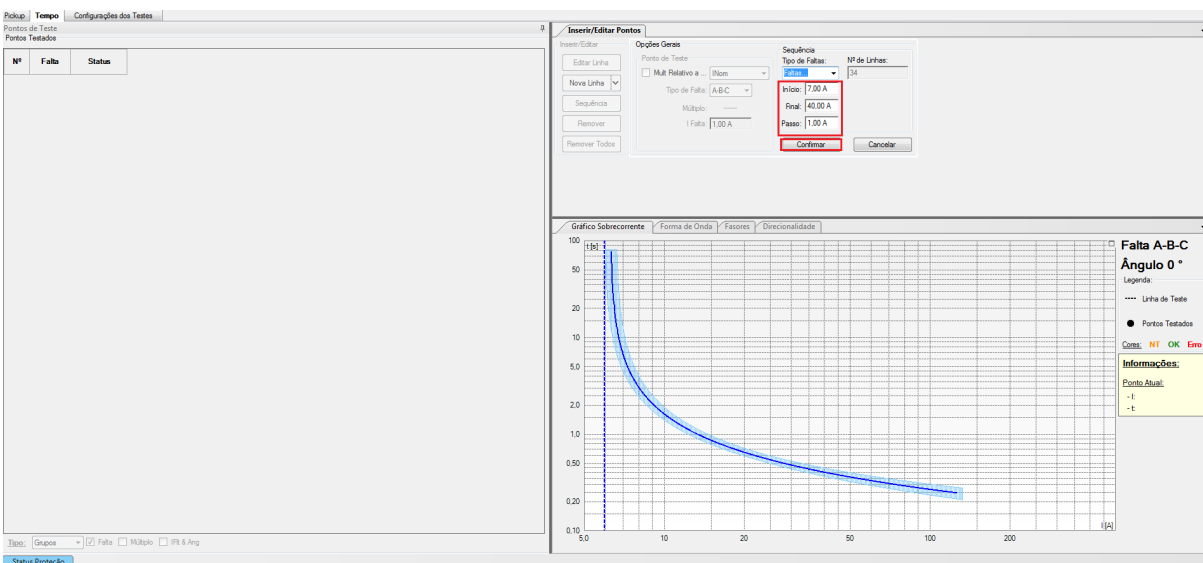 Pickup Tempo Configurações dos Testes
Pontos de Teste
Pontos Testados
Nº Falta Status
Tipo: Grupos Falta Múltiplo IRt & Ang
Status Proteção
Inserir/Editar Pontos
Inserir/Editar
Editar Linha
Nova Linha
Sequência
Remover
Remover Todos
Opções Gerais
Ponto de Teste
Mult Relativo a ... INom
Tipo de Falta: A-B-C
Múltiplo: -----
I Falta: 1,00 A
Sequência
Tipo de Faltas: Nº de Linhas:
Faltas... 34
Início: 7,00 A
Final: 40,00 A
Passo: 1,00 A
Confirmar Cancelar
Gráfico Sobrecorrente Forma de Onda Fasores Direcionalidade
t [s]
100
50
20
10
5,0
2,0
1,0
0,50
0,20
0,10
5,0 10 20 50 100 200
I [A]
Falta A-B-C
Ângulo 0 °
Legenda:
---- Linha de Teste
Pontos Testados
Cores: NT OK Erro
Informações:
Ponto Atual:
- I:
- t: